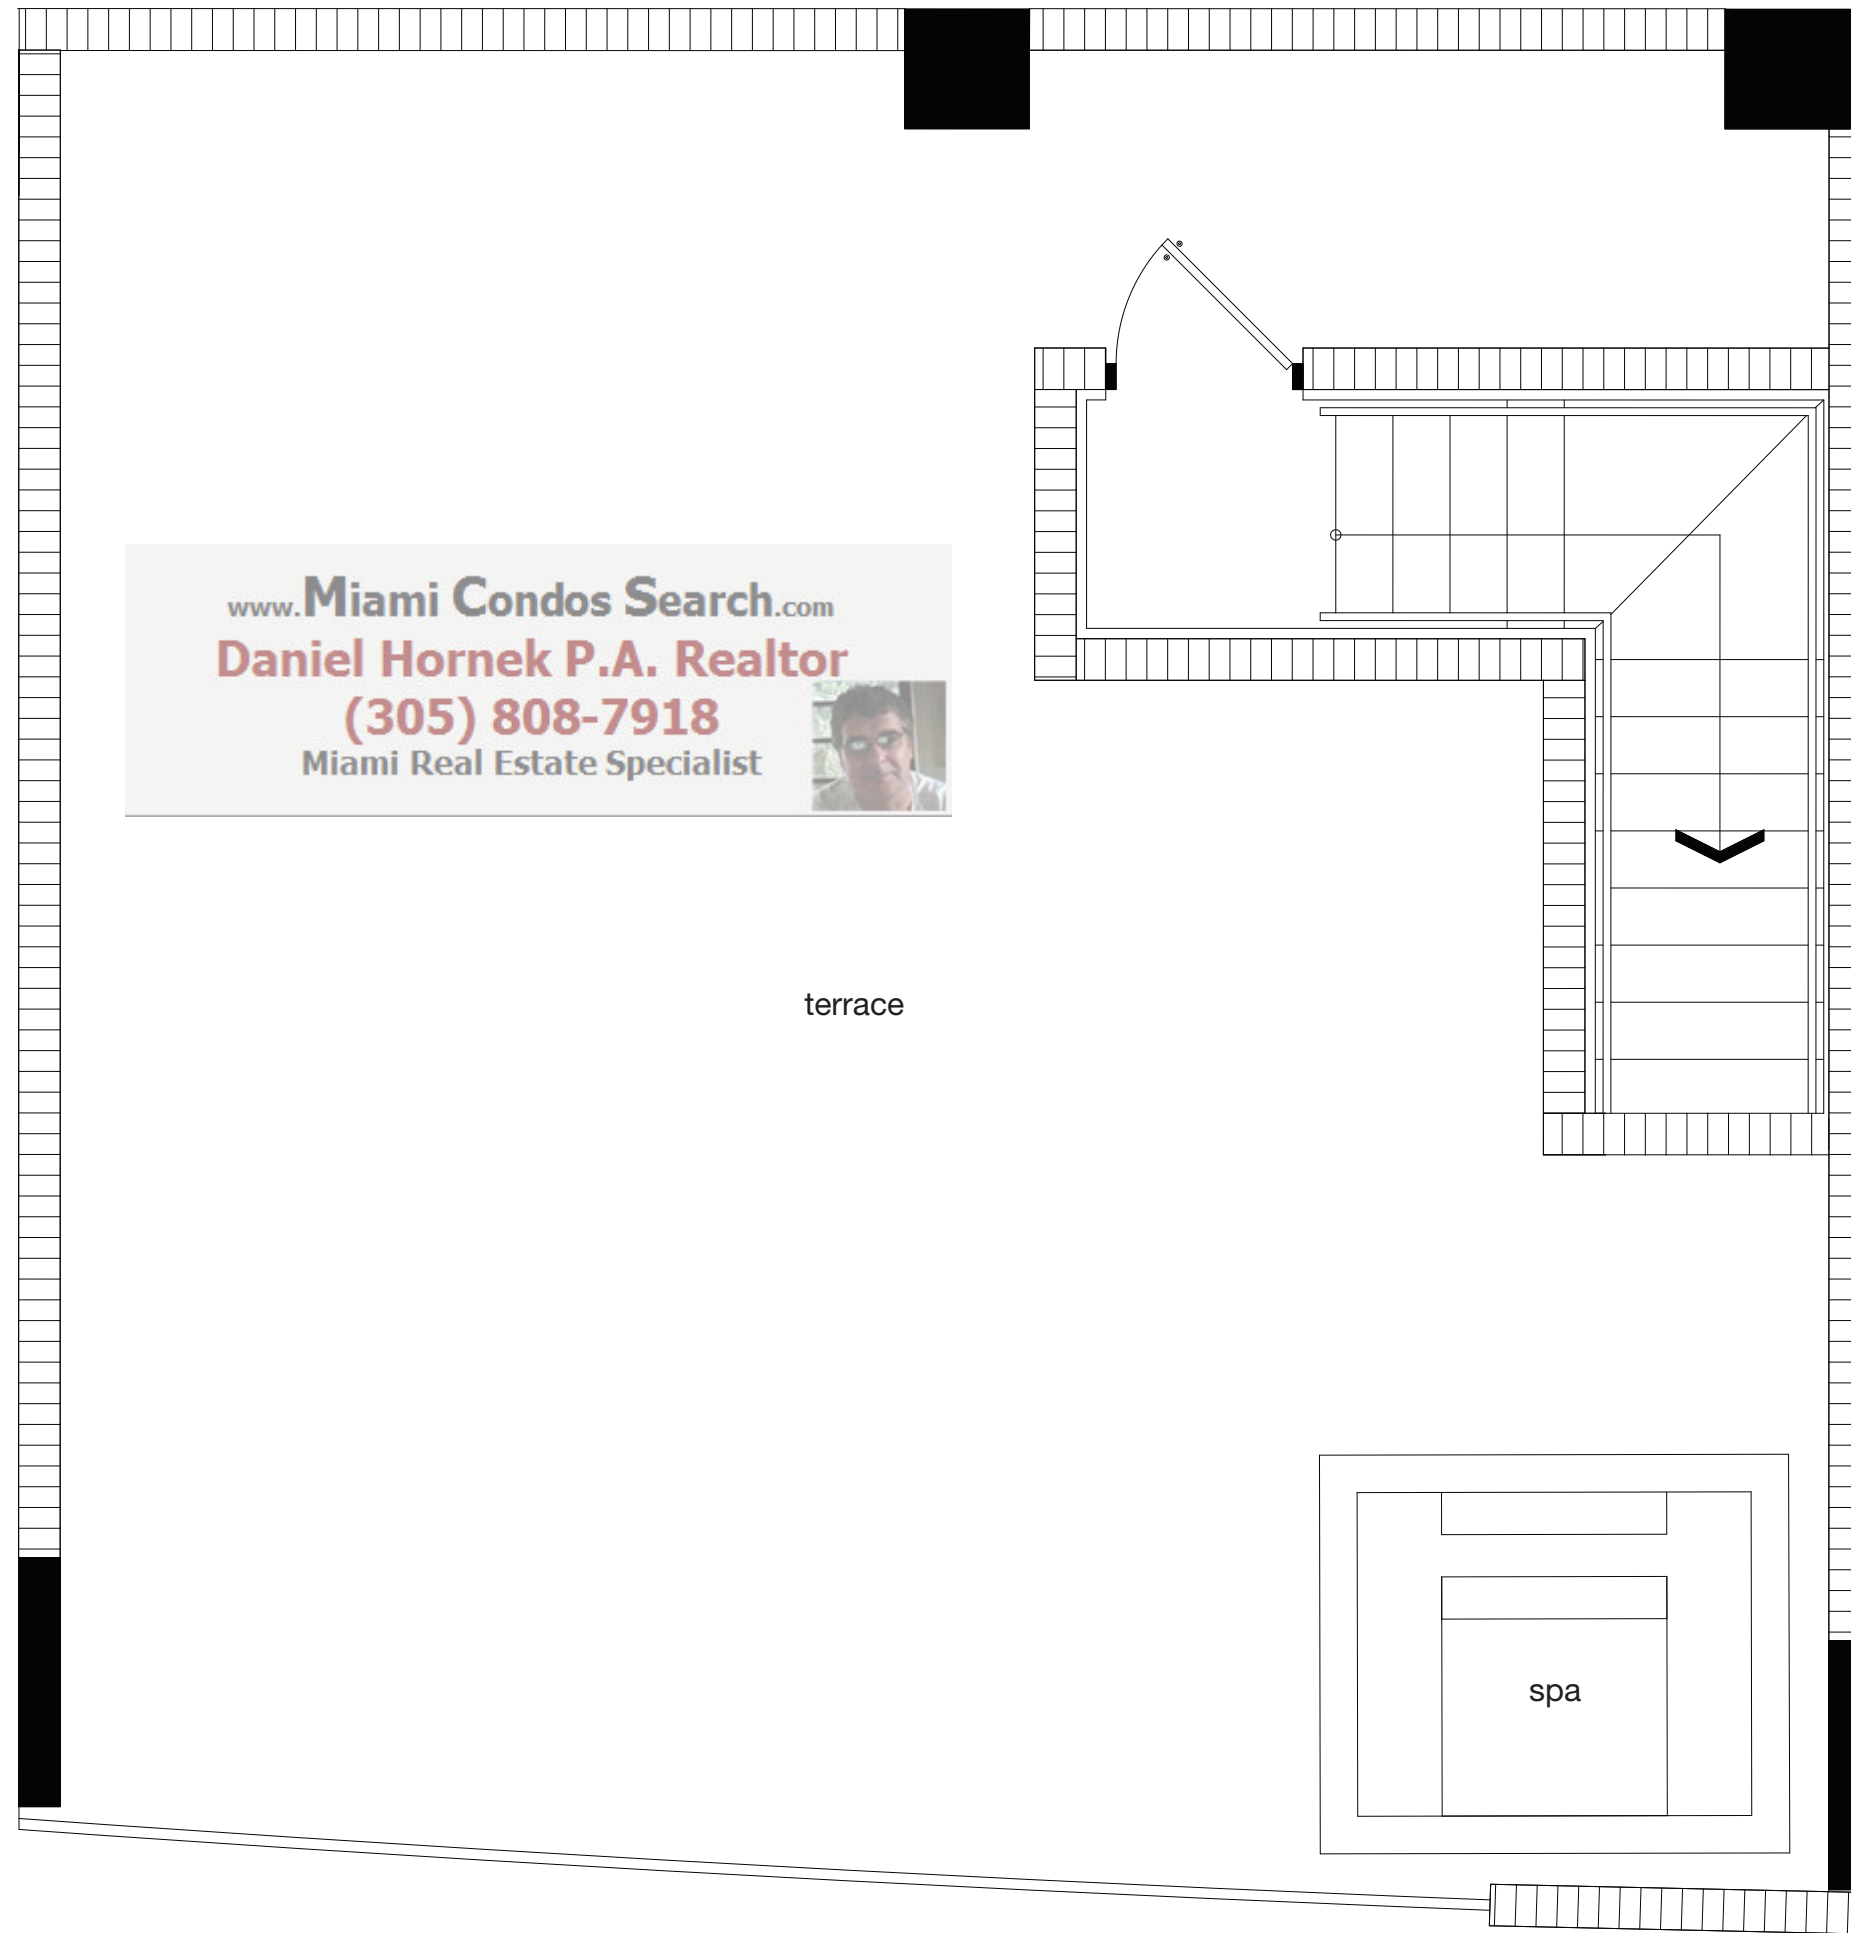 www.Miami Condos Search.com
Daniel Hornek P.A. Realtor
(305) 808-7918
Miami Real Estate Specialist
terrace
spa